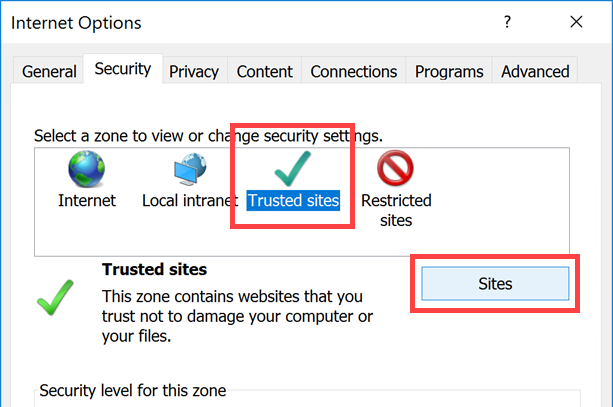 Internet Options ?
General Security Privacy Content Connections Programs Advanced
Select a zone to view or change security settings.
Internet Local intranet Trusted sites Restricted
sites
Trusted sites
Sites
This zone contains websites that you
trust not to damage your computer or
your files.
Security level for this zone